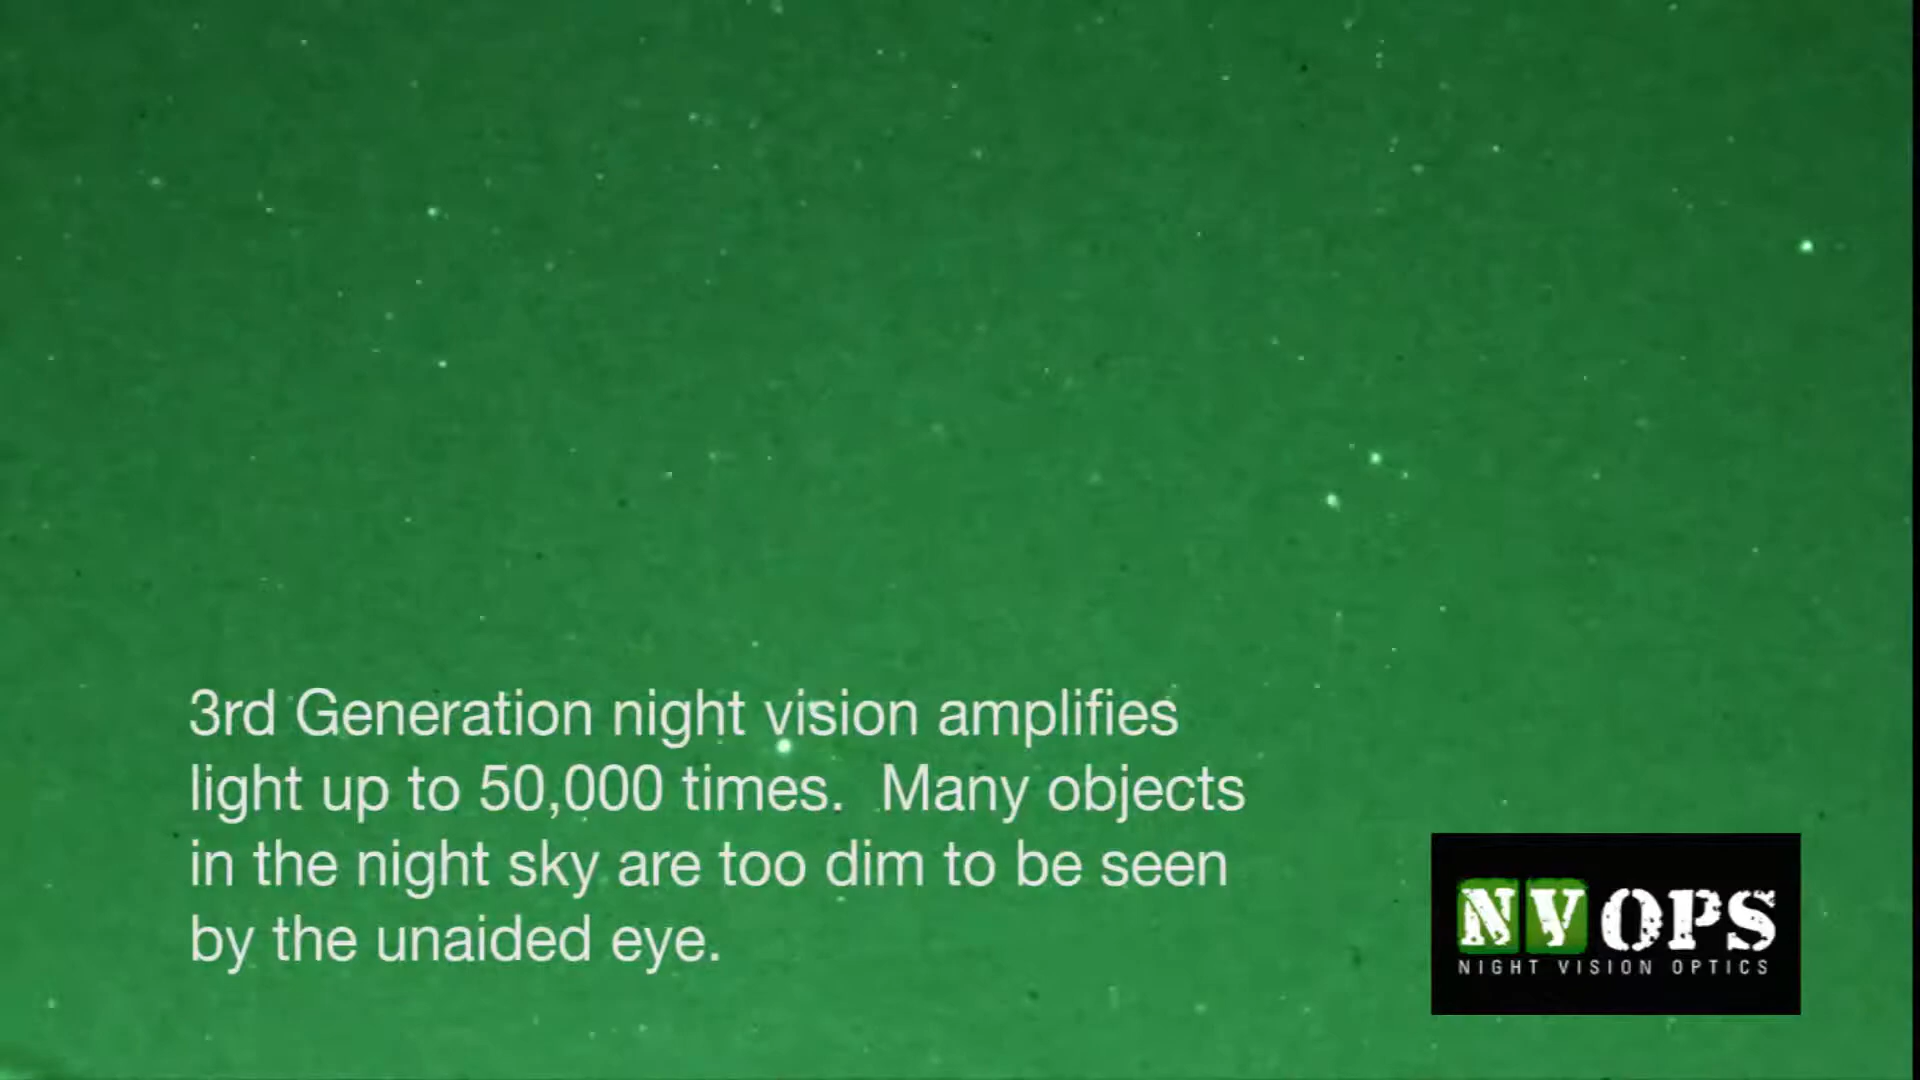 3rd Generation night vision amplifies
light up to 50,000 times.  Many objects
in the night sky are too dim to be seen
by the unaided eye.
NV OPS
NIGHT VISION OPTICS